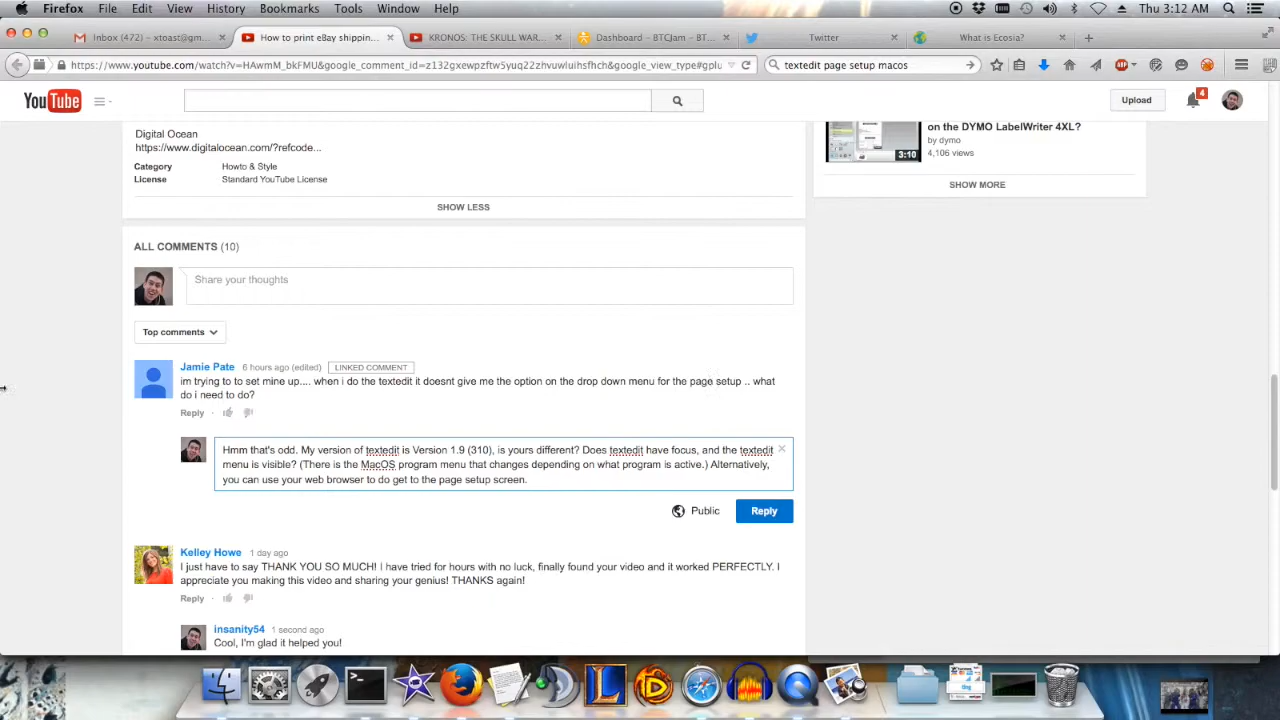 Firefox File Edit View History Bookmarks Tools Window Help Thu 3:12 AM
Inbox (472) – xtoast@gm... × How to print eBay shippin... × KRONOS: THE SKULL WAR... × Dashboard – BTCJam – BT... × Twitter × What is Ecosia? × +
textedit page setup macos
YouTube Upload 4
Digital Ocean
https://www.digitalocean.com/?refcode...
Category Howto & Style
License Standard YouTube License
SHOW LESS
on the DYMO LabelWriter 4XL?
by dymo
4,106 views
3:10
SHOW MORE
ALL COMMENTS (10)
Share your thoughts
Top comments
Jamie Pate 6 hours ago (edited) LINKED COMMENT
im trying to to set mine up.... when i do the textedit it doesnt give me the option on the drop down menu for the page setup .. what
do i need to do?
Reply ·
Hmm that's odd. My version of textedit is Version 1.9 (310), is yours different? Does textedit have focus, and the textedit
menu is visible? (There is the MacOS program menu that changes depending on what program is active.) Alternatively,
you can use your web browser to do get to the page setup screen.
Public Reply
Kelley Howe 1 day ago
I just have to say THANK YOU SO MUCH! I have tried for hours with no luck, finally found your video and it worked PERFECTLY. I
appreciate you making this video and sharing your genius! THANKS again!
Reply ·
insanity54 1 second ago
Cool, I'm glad it helped you!